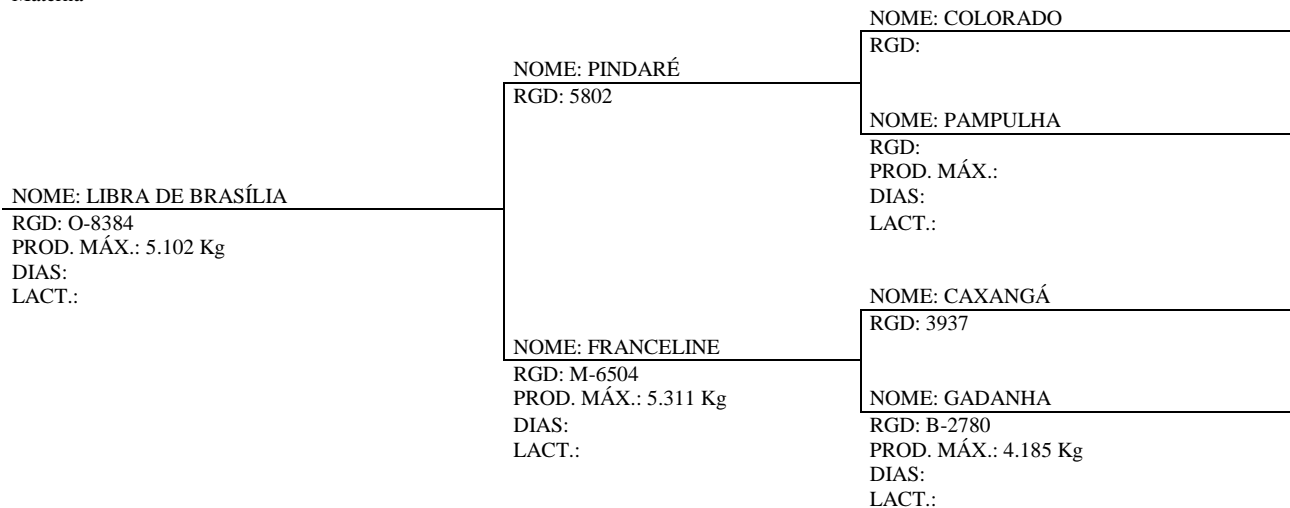 Materna
NOME: LIBRA DE BRASÍLIA
RGD: O-8384
PROD. MÁX.: 5.102 Kg
DIAS:
LACT.:
NOME: PINDARÉ
RGD: 5802
NOME: FRANCELINE
RGD: M-6504
PROD. MÁX.: 5.311 Kg
DIAS:
LACT.:
NOME: COLORADO
RGD:
NOME: PAMPULHA
RGD:
PROD. MÁX.:
DIAS:
LACT.:
NOME: CAXANGÁ
RGD: 3937
NOME: GADANHA
RGD: B-2780
PROD. MÁX.: 4.185 Kg
DIAS:
LACT.: